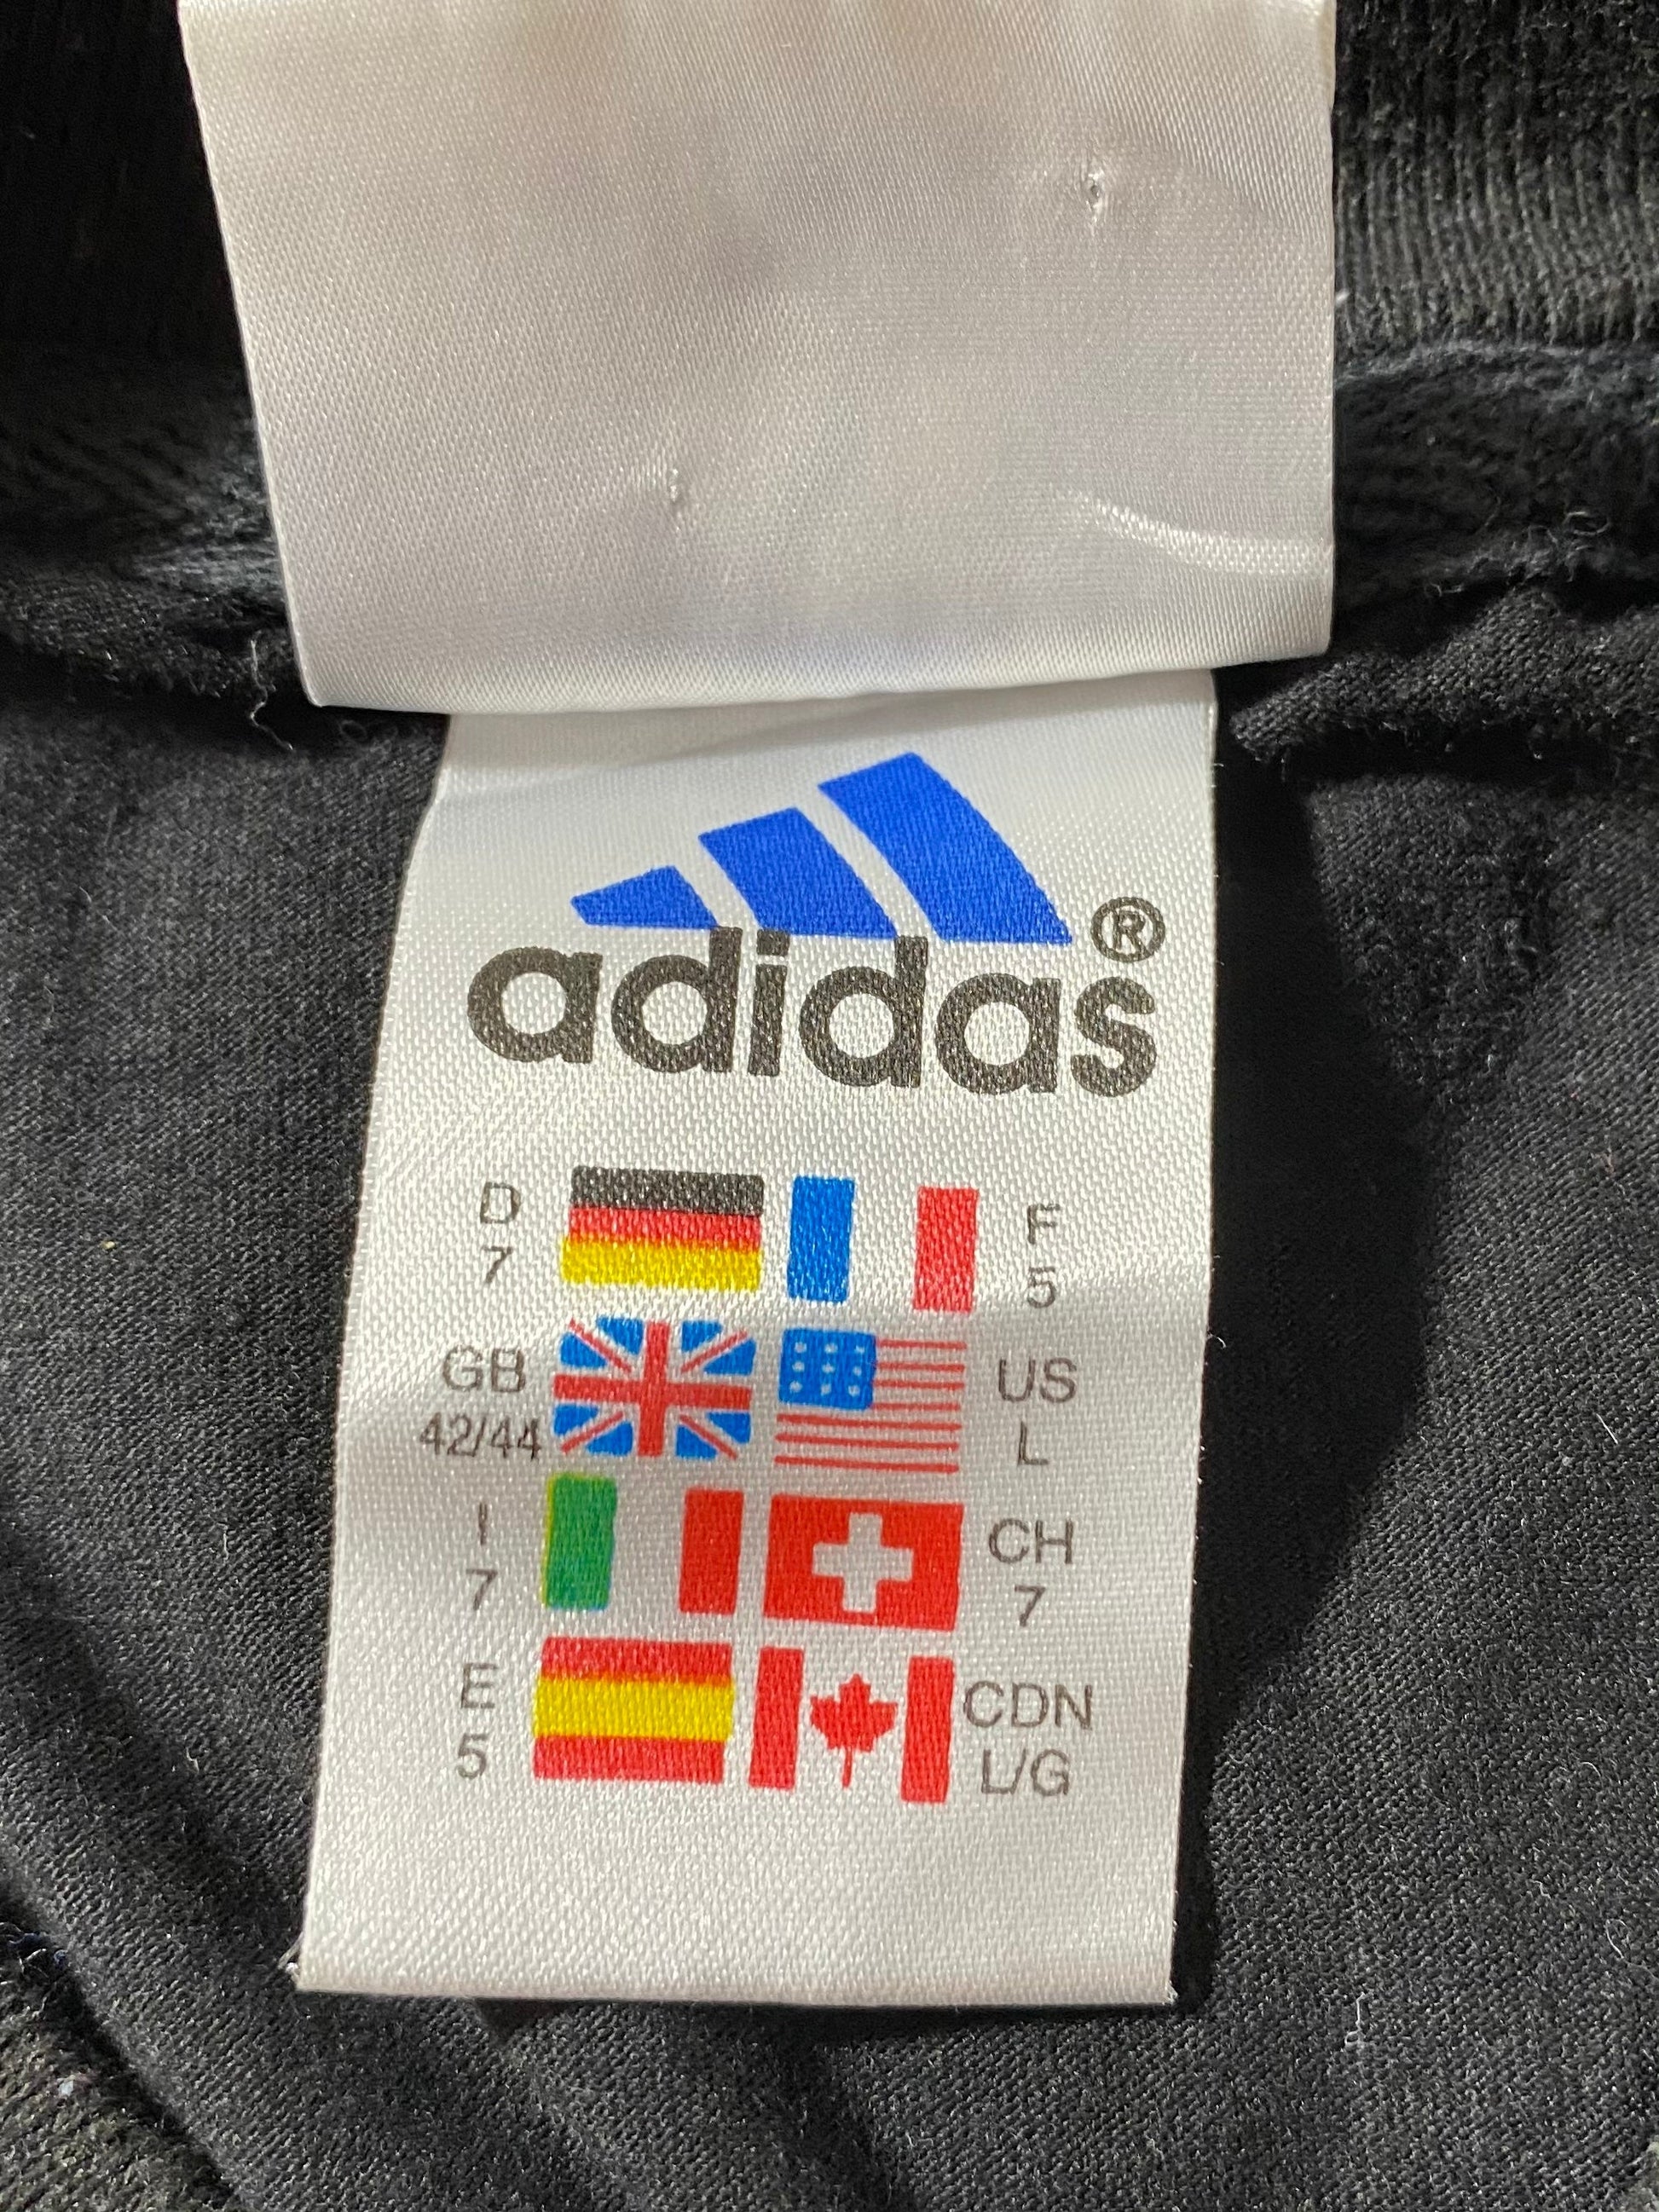 adidas®
D F
7 5
GB US
42/44 L
I CH
7 7
E CDN
5 L/G